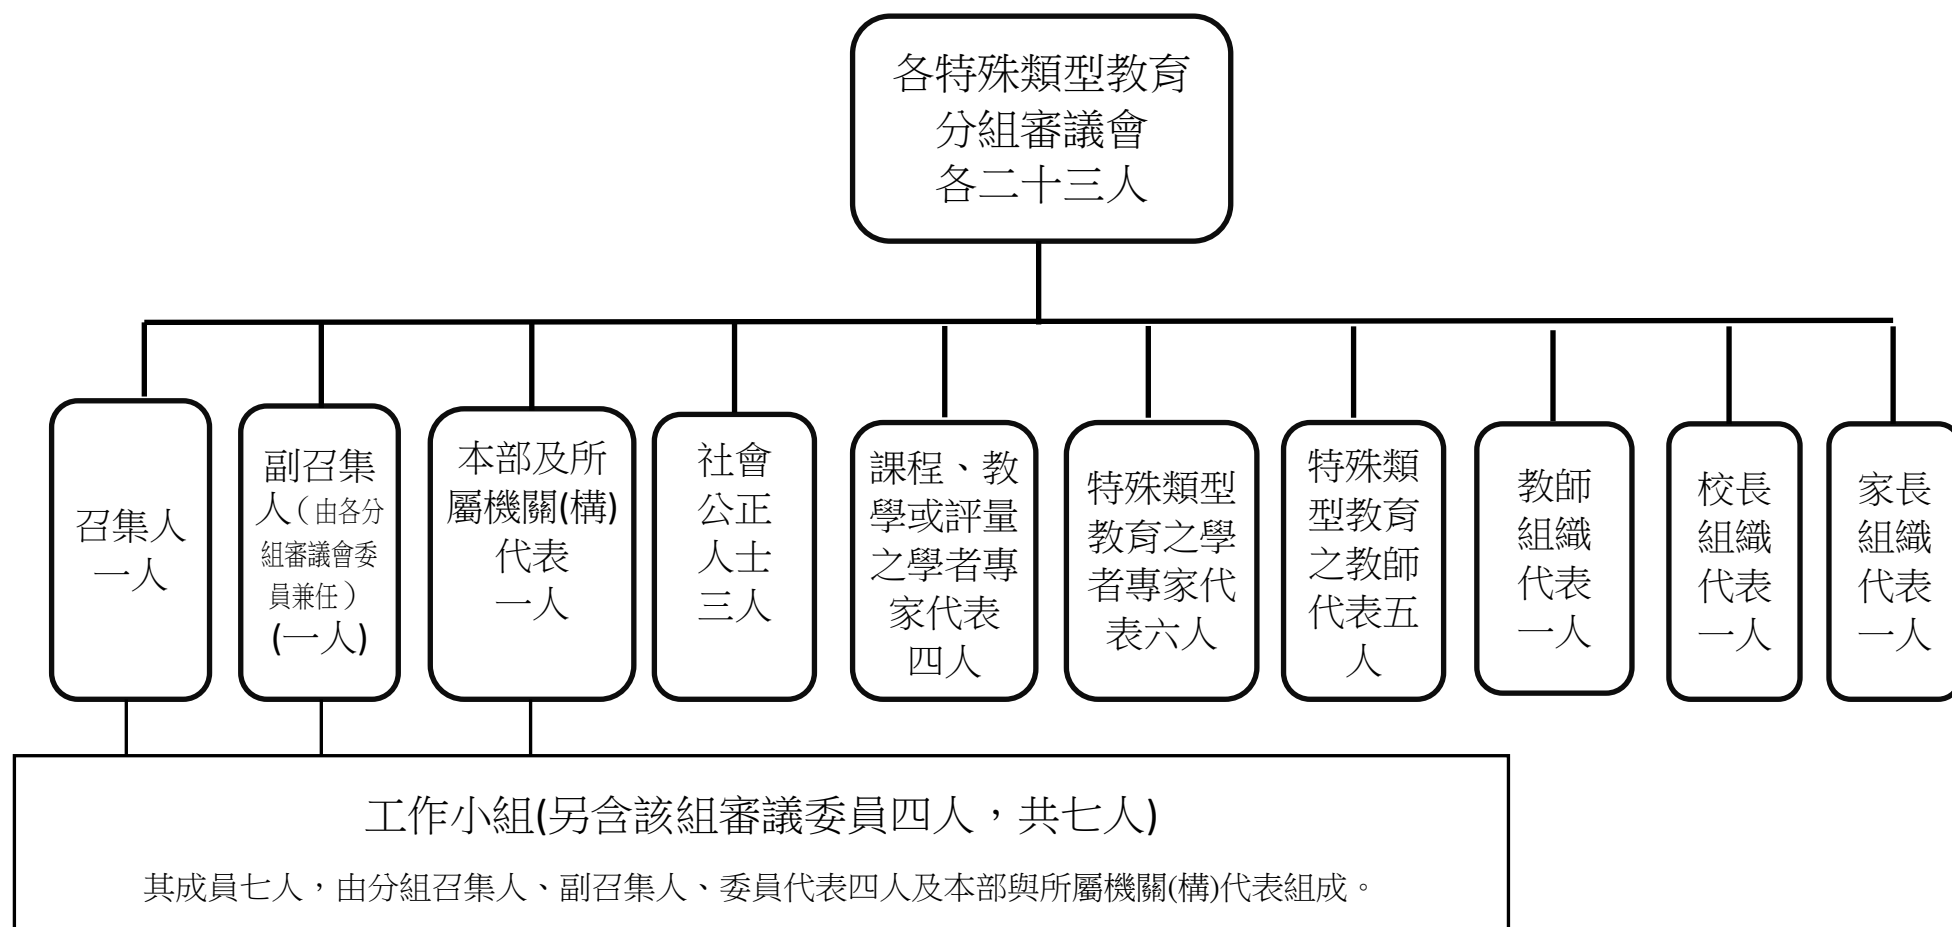 各特殊類型教育
分組審議會
各二十三人
召集人
一人
副召集
人（由各分
組審議會委
員兼任）
(一人)
本部及所
屬機關(構)
代表
一人
社會
公正
人士
三人
課程、教
學或評量
之學者專
家代表
四人
特殊類型
教育之學
者專家代
表六人
特殊類
型教育
之教師
代表五
人
教師
組織
代表
一人
校長
組織
代表
一人
家長
組織
代表
一人
工作小組(另含該組審議委員四人，共七人)
其成員七人，由分組召集人、副召集人、委員代表四人及本部與所屬機關(構)代表組成。